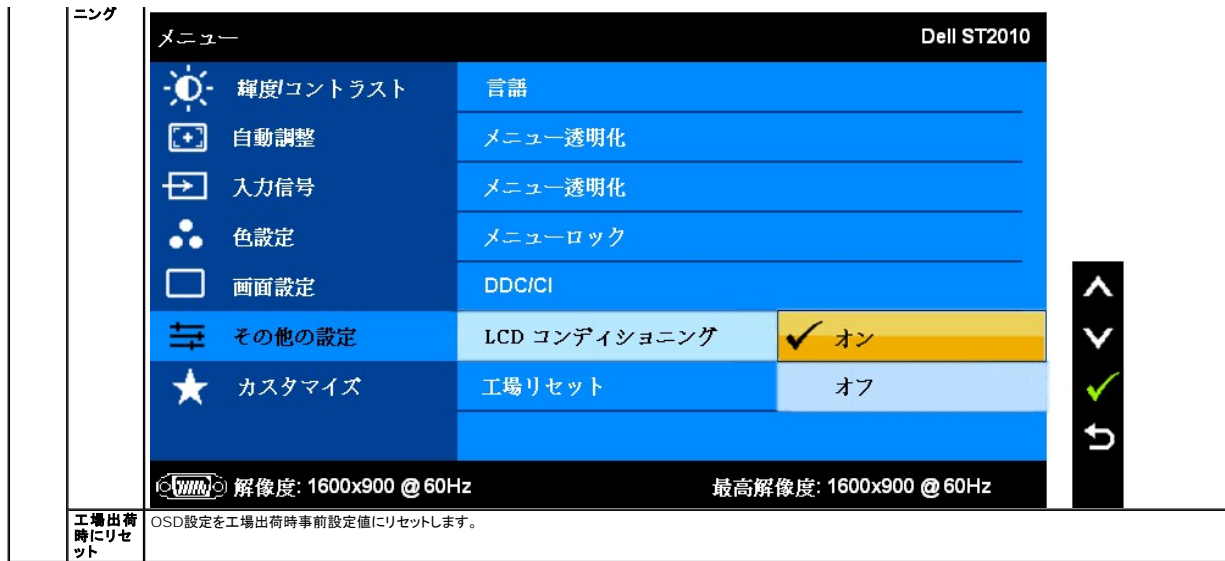 ニング
メニュー Dell ST2010
輝度/コントラスト 言語
自動調整 メニュー透明化
入力信号 メニュー透明化
色設定 メニューロック
画面設定 DDC/CI
その他の設定 LCD コンディショニング オン
カスタマイズ 工場リセット オフ
解像度: 1600x900 @ 60Hz 最高解像度: 1600x900 @ 60Hz
工場出荷
時にリセ
ット
OSD設定を工場出荷時事前設定値にリセットします。